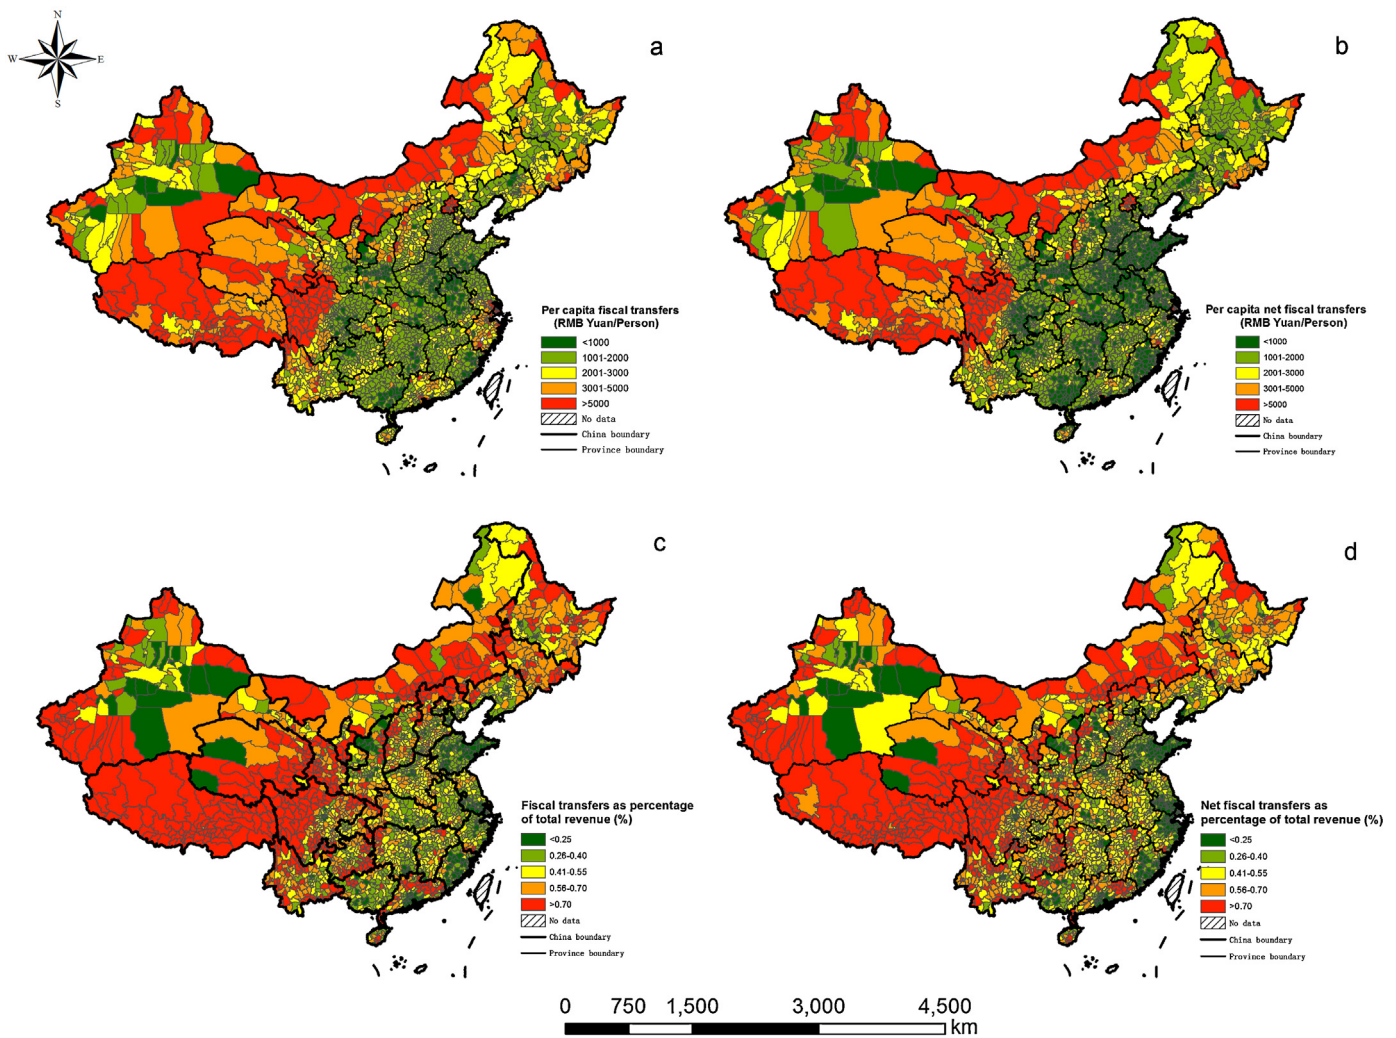 N
W E
S
a
b
Per capita fiscal transfers
(RMB Yuan/Person)
<1000
1001-2000
2001-3000
3001-5000
>5000
No data
China boundary
Province boundary
Per capita net fiscal transfers
(RMB Yuan/Person)
<1000
1001-2000
2001-3000
3001-5000
>5000
No data
China boundary
Province boundary
c
d
Fiscal transfers as percentage
of total revenue (%)
<0.25
0.26-0.40
0.41-0.55
0.56-0.70
>0.70
No data
China boundary
Province boundary
Net fiscal transfers as
percentage of total revenue (%)
<0.25
0.26-0.40
0.41-0.55
0.56-0.70
>0.70
No data
China boundary
Province boundary
0 750 1,500 3,000 4,500
km